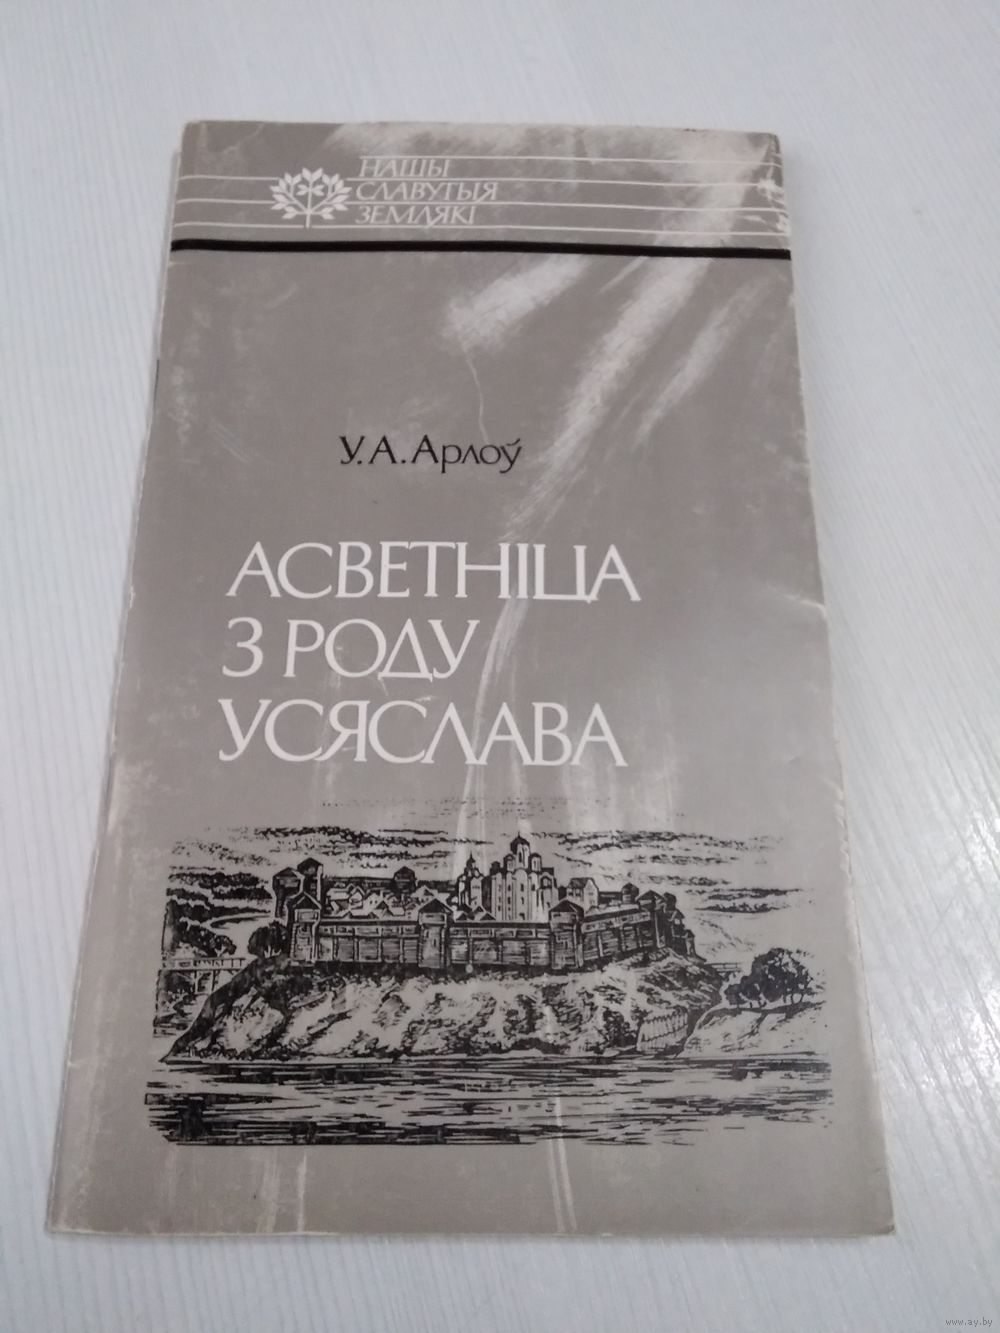 НАШЫ
СЛАВУТЫЯ
ЗЕМЛЯКІ
У. А. Арлоў
АСВЕТНІЦА
З РОДУ
УСЯСЛАВА
www.ay.by